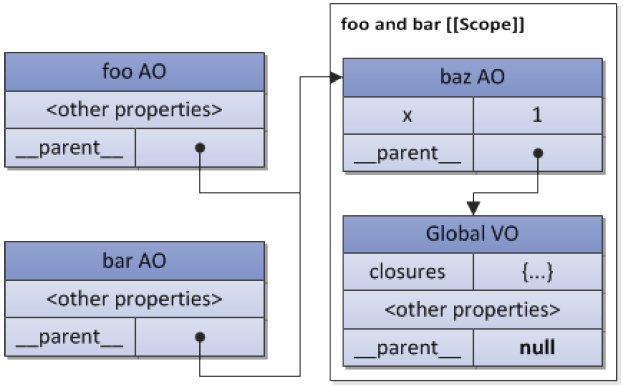 foo and bar [[Scope]]
foo AO
<other properties>
__parent__
bar AO
<other properties>
__parent__
baz AO
x 1
__parent__
Global VO
closures {...}
<other properties>
__parent__ null